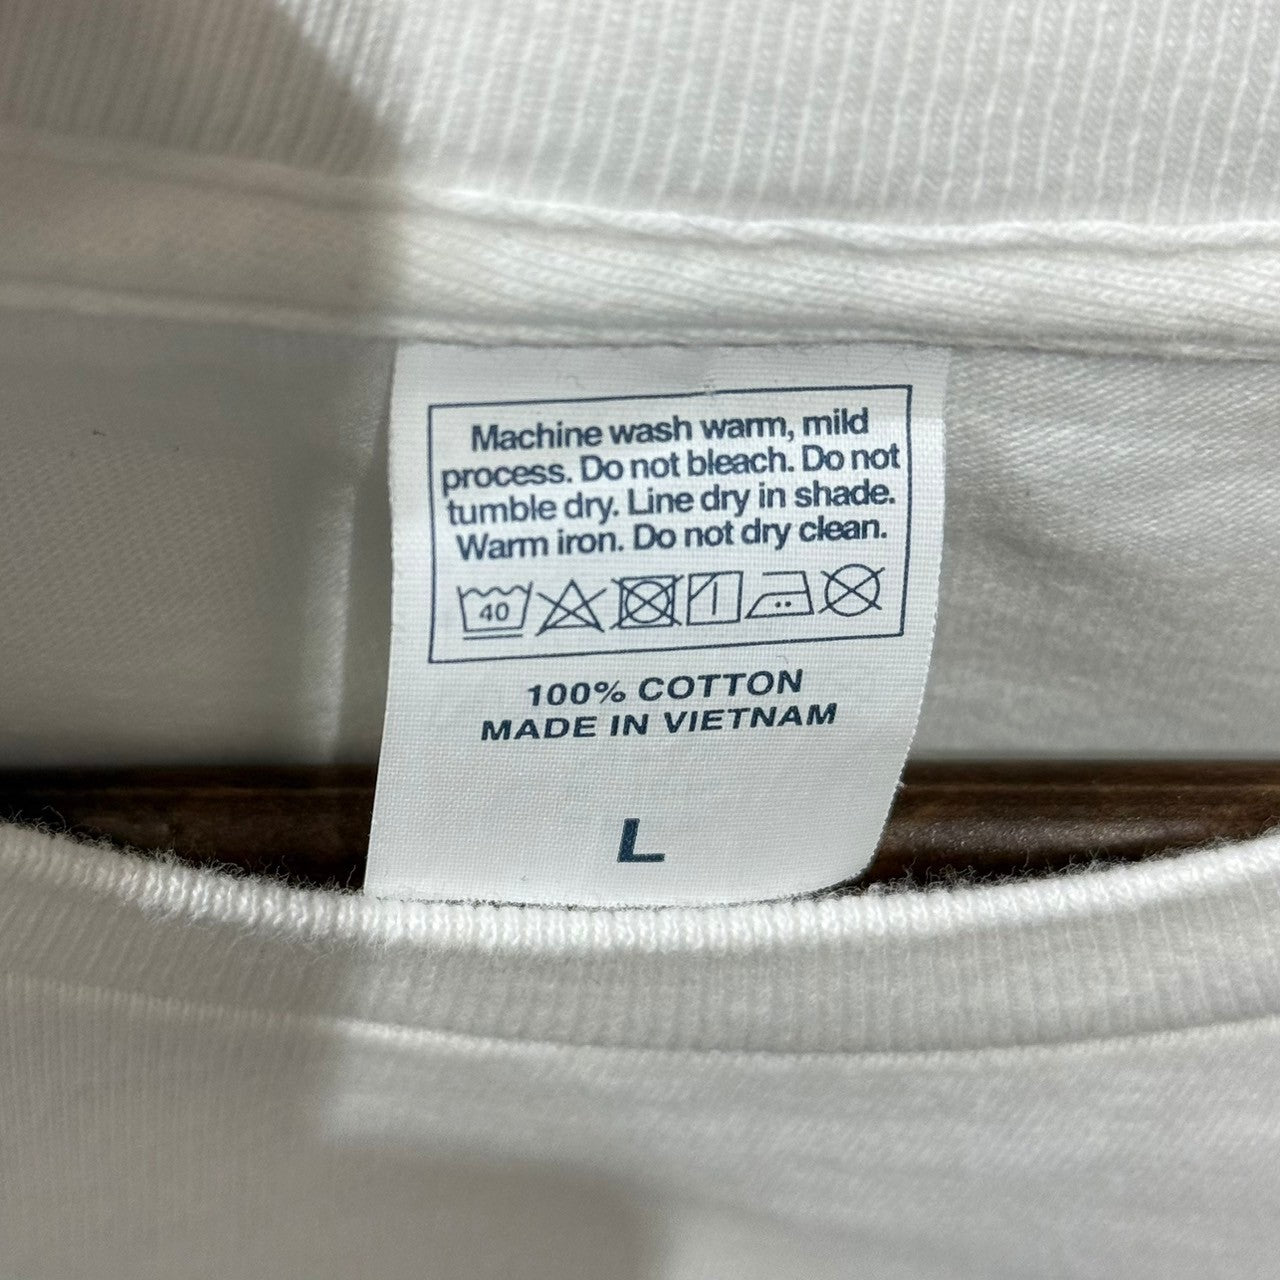 Machine wash warm, mild
process. Do not bleach. Do not
tumble dry. Line dry in shade.
Warm iron. Do not dry clean.
40
100% COTTON
MADE IN VIETNAM
L